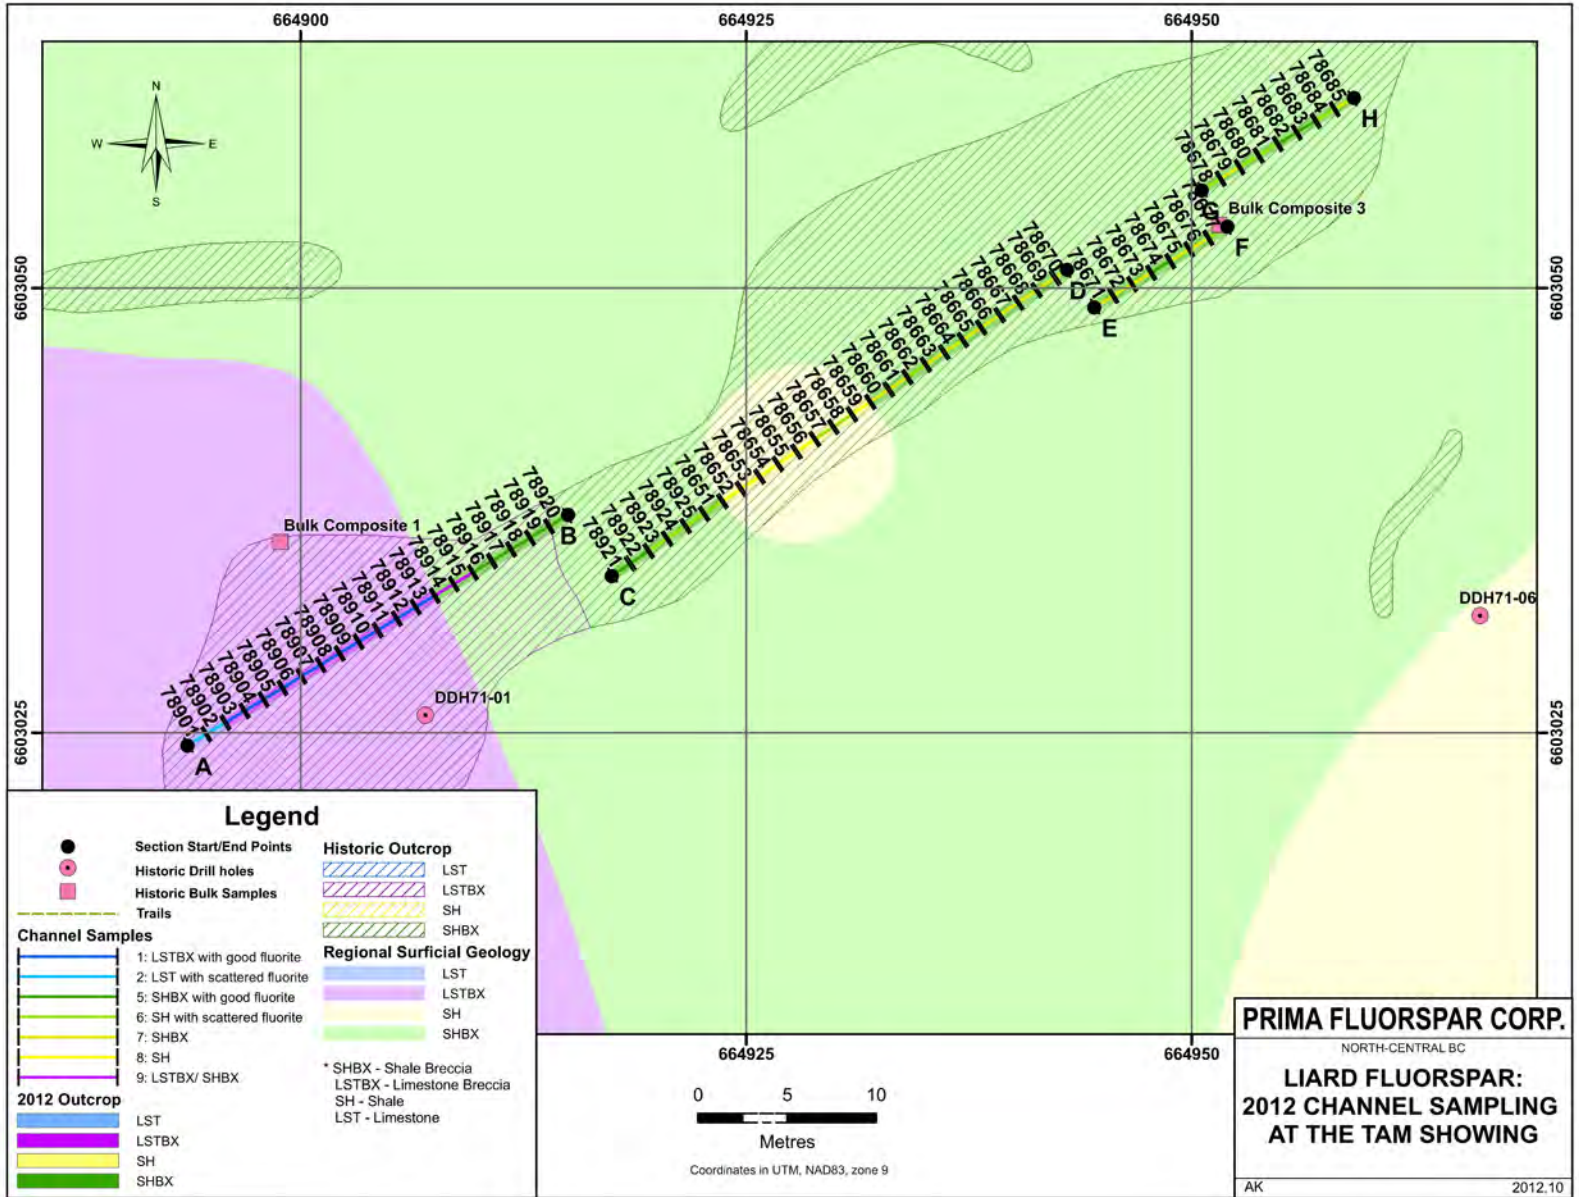 664900
664925
664950
N
W
E
S
6603050
6603050
6603025
6603025
78901
78902
78903
78904
78905
78906
78907
78908
78909
78910
78911
78912
78913
78914
78915
78916
78917
78918
78919
78920
78921
78922
78923
78924
78925
78651
78652
78653
78654
78655
78656
78657
78658
78659
78660
78661
78662
78663
78664
78665
78666
78667
78668
78669
78670
78671
78672
78673
78674
78675
78676
78678
78679
78680
78681
78682
78683
78684
78685
A
B
C
D
E
F
G
H
Bulk Composite 1
Bulk Composite 3
DDH71-01
DDH71-06
Legend
Section Start/End Points
Historic Drill holes
Historic Bulk Samples
Trails
Channel Samples
1: LSTBX with good fluorite
2: LST with scattered fluorite
5: SHBX with good fluorite
6: SH with scattered fluorite
7: SHBX
8: SH
9: LSTBX/ SHBX
2012 Outcrop
LST
LSTBX
SH
SHBX
Historic Outcrop
LST
LSTBX
SH
SHBX
Regional Surficial Geology
LST
LSTBX
SH
SHBX
* SHBX - Shale Breccia
LSTBX - Limestone Breccia
SH - Shale
LST - Limestone
664925
664950
0 5 10
Metres
Coordinates in UTM, NAD83, zone 9
PRIMA FLUORSPAR CORP.
NORTH-CENTRAL BC
LIARD FLUORSPAR:
2012 CHANNEL SAMPLING
AT THE TAM SHOWING
AK
2012.10